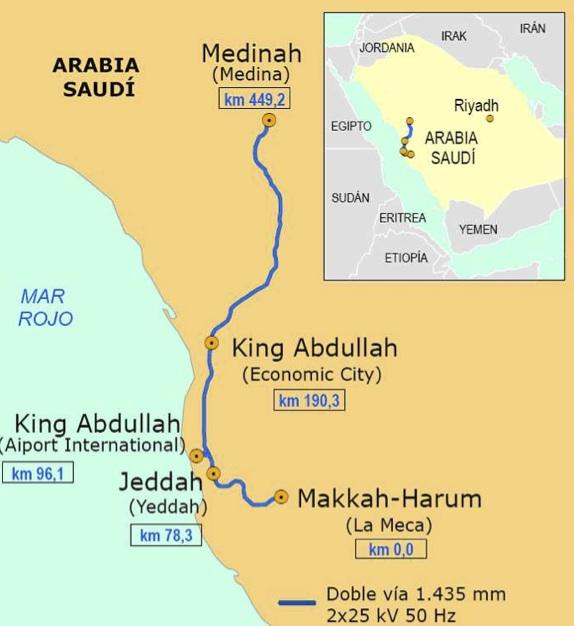 ARABIA
SAUDÍ
Medinah
(Medina)
km 449,2
JORDANIA
IRAK
IRÁN
Riyadh
EGIPTO
ARABIA
SAUDÍ
SUDÁN
ERITREA
YEMEN
ETIOPÍA
MAR
ROJO
King Abdullah
(Economic City)
km 190,3
King Abdullah
(Aiport International)
km 96,1
Jeddah
(Yeddah)
km 78,3
Makkah-Harum
(La Meca)
km 0,0
Doble vía 1.435 mm
2x25 kV 50 Hz